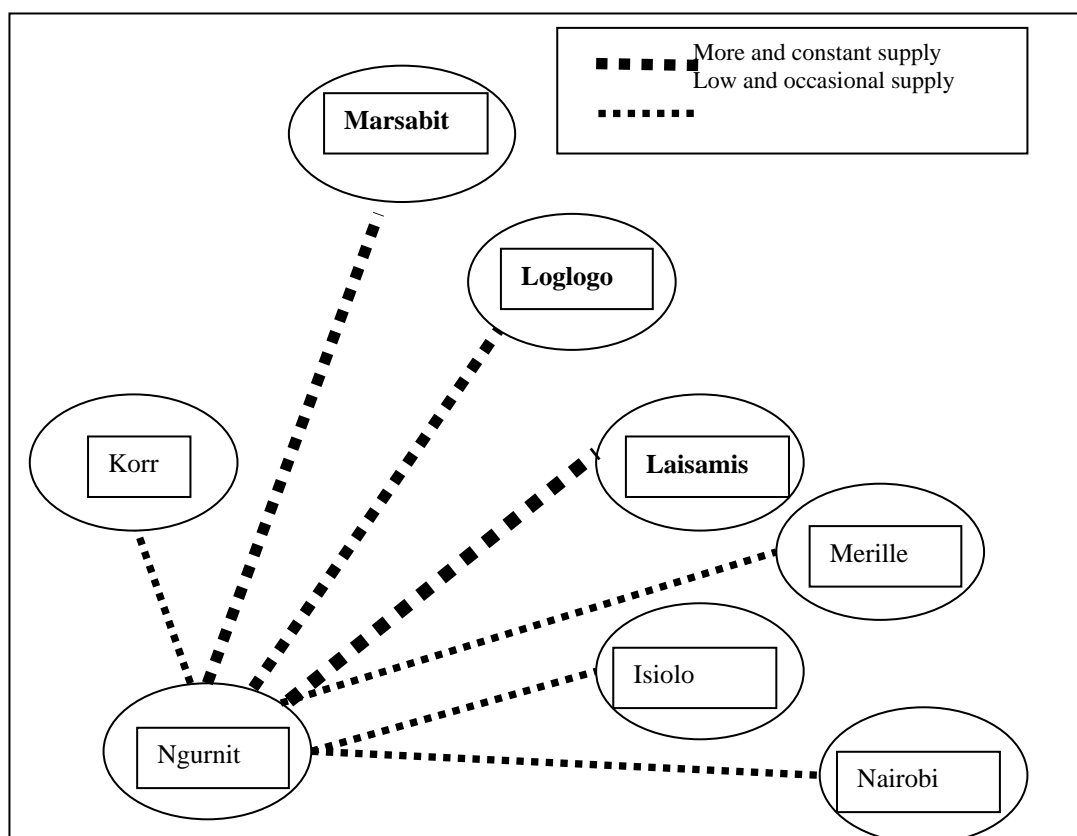 More and constant supply
Low and occasional supply
Marsabit
Loglogo
Korr
Laisamis
Merille
Isiolo
Ngurnit
Nairobi